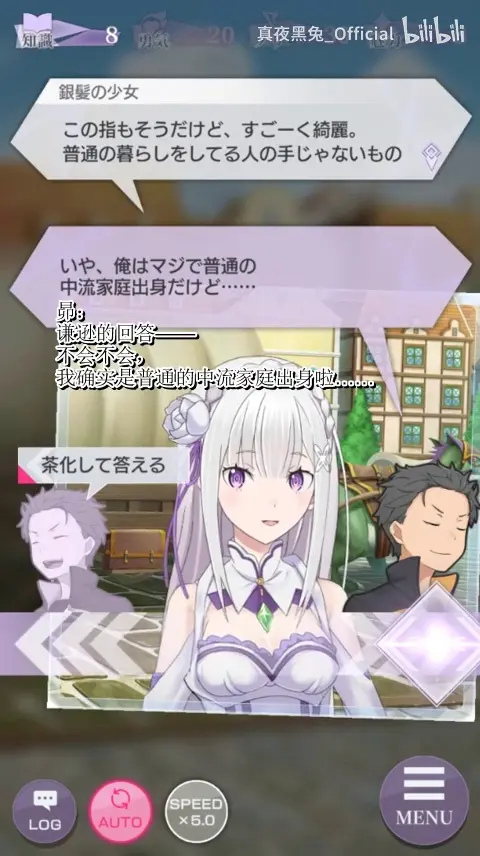 真夜黑兔_Official bilibili
知識 8 勇気 20
銀髪の少女
この指もそうだけど、すごーく綺麗。
普通の暮らしをしてる人の手じゃないもの
いや、俺はマジで普通の
中流家庭出身だけど……
昴:
谦逊的回答——
不会不会,
我确实是普通的中流家庭出身啦......
茶化して答える
LOG
AUTO
SPEED
×5.0
MENU